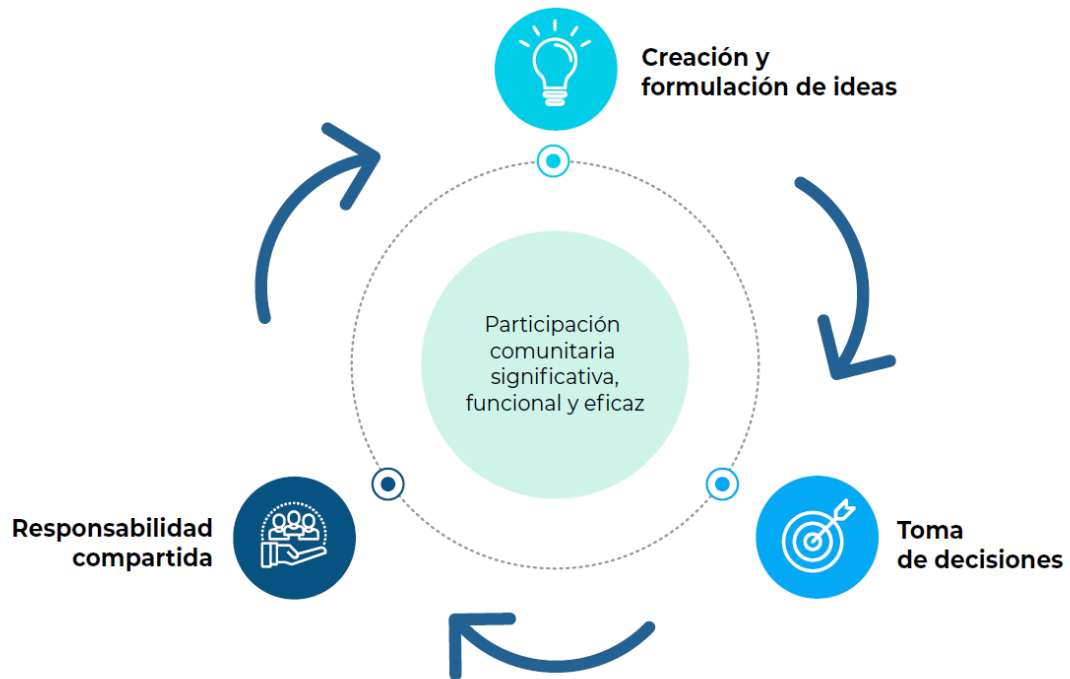 Creación y
formulación de ideas
Participación
comunitaria
significativa,
funcional y eficaz
Responsabilidad
compartida
Toma
de decisiones